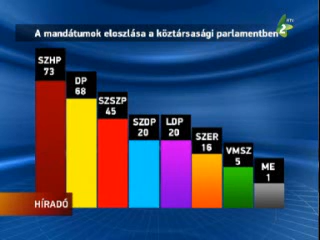 A mandátumok eloszlása a köztársasági parlamentben
SZHP
73
DP
68
SZSZP
45
SZDP
20
LDP
20
SZER
16
VMSZ
5
ME
1
HÍRADÓ